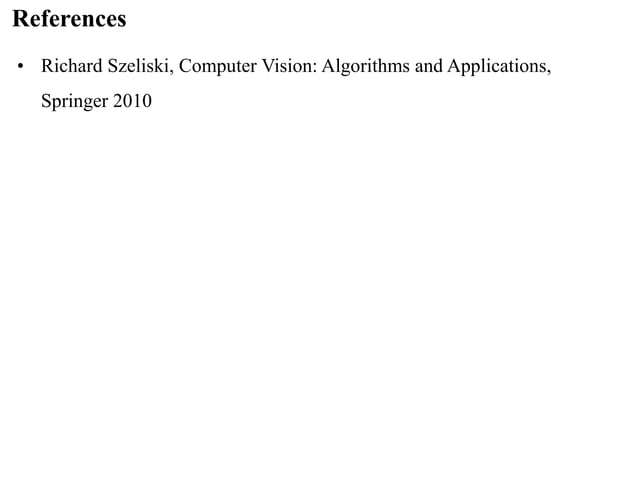 References
• Richard Szeliski, Computer Vision: Algorithms and Applications,
Springer 2010